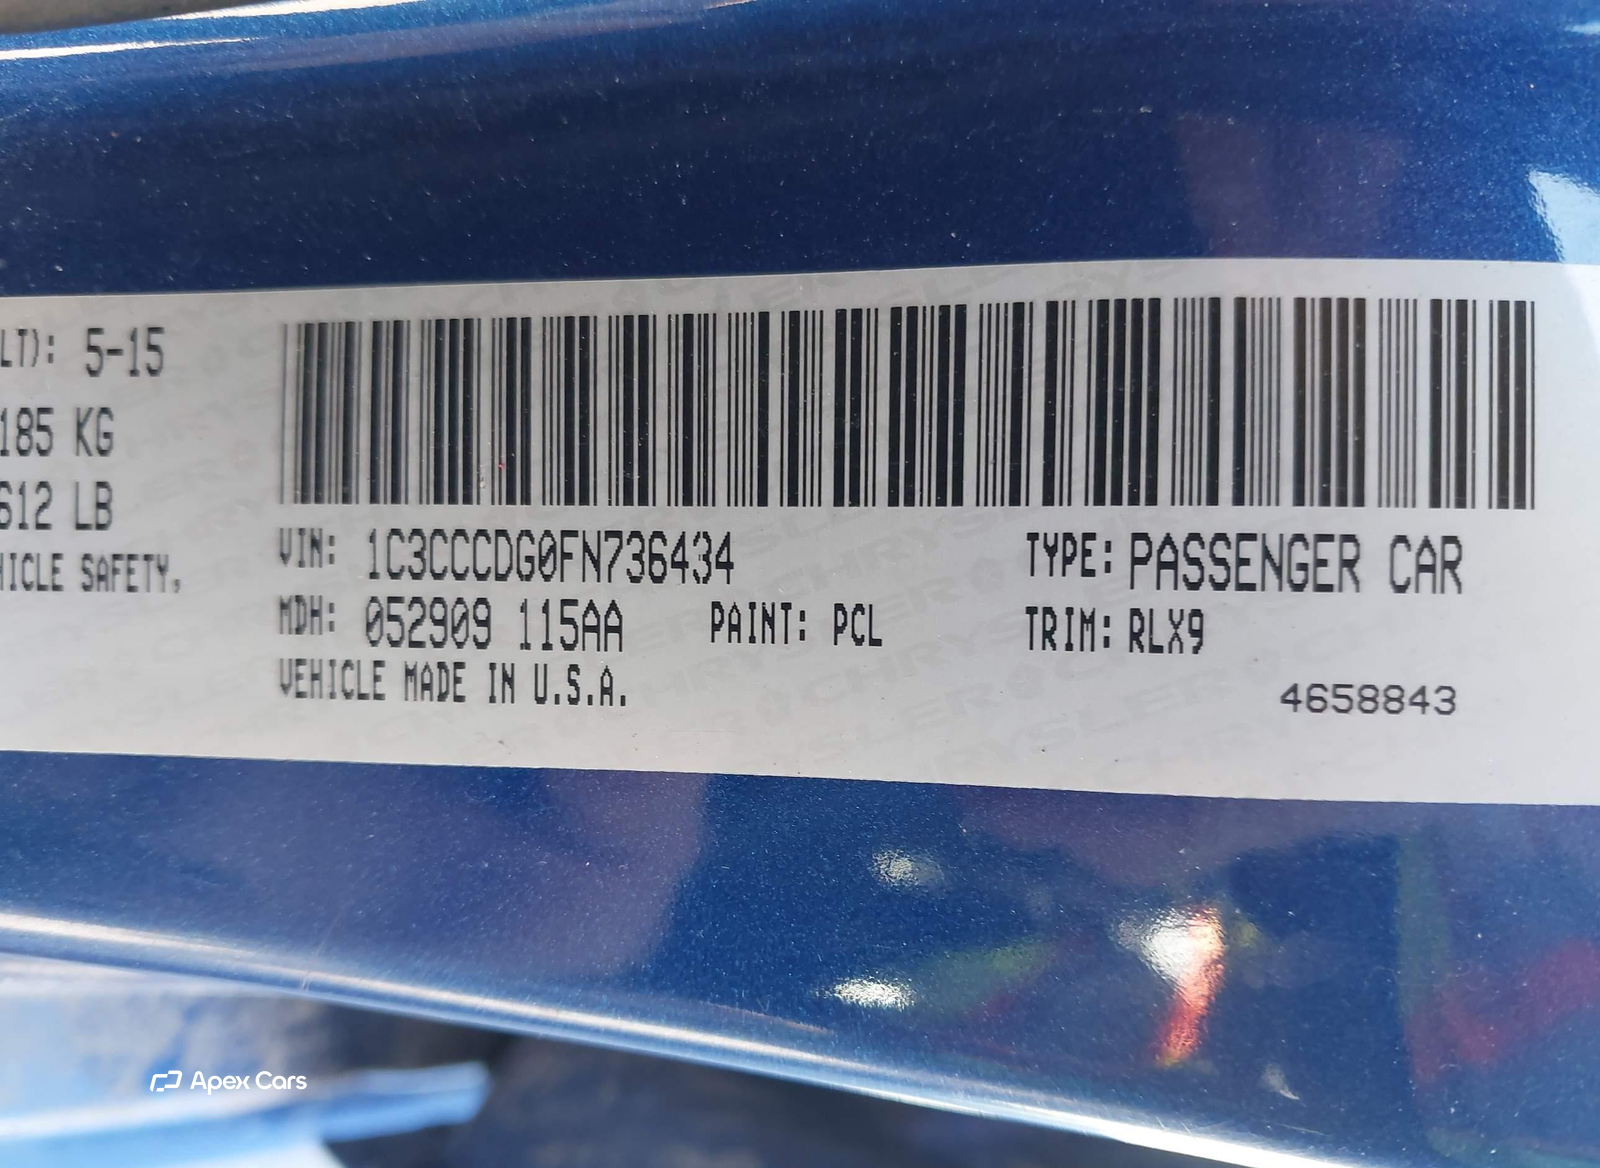 LT): 5-15
185 KG
612 LB
HICLE SAFETY,
VIN: 1C3CCCDG0FN736434 TYPE: PASSENGER CAR
MDH: 052909 115AA PAINT: PCL TRIM: RLX9
VEHICLE MADE IN U.S.A.
4658843
Apex Cars